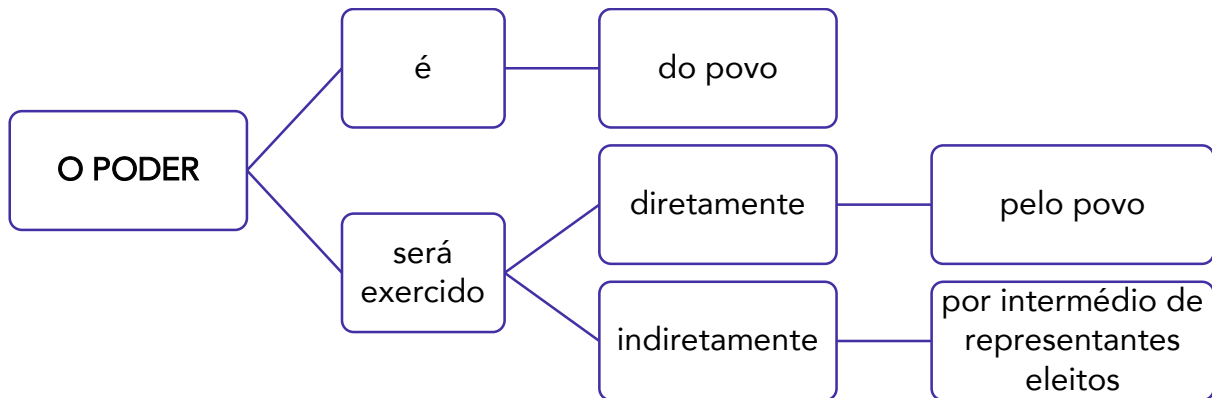 O PODER
é
do povo
será
exercido
diretamente
pelo povo
indiretamente
por intermédio de
representantes
eleitos